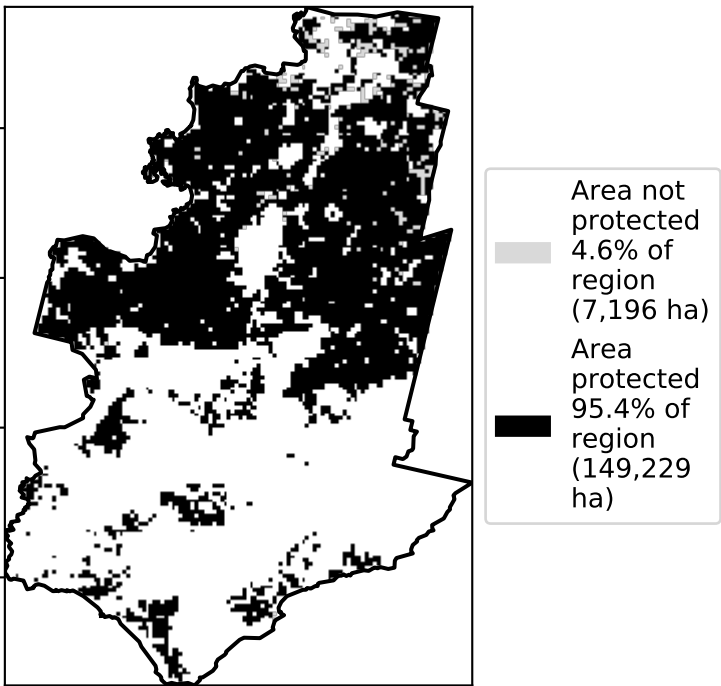 Area not
protected
4.6% of
region
(7,196 ha)
Area
protected
95.4% of
region
(149,229
ha)